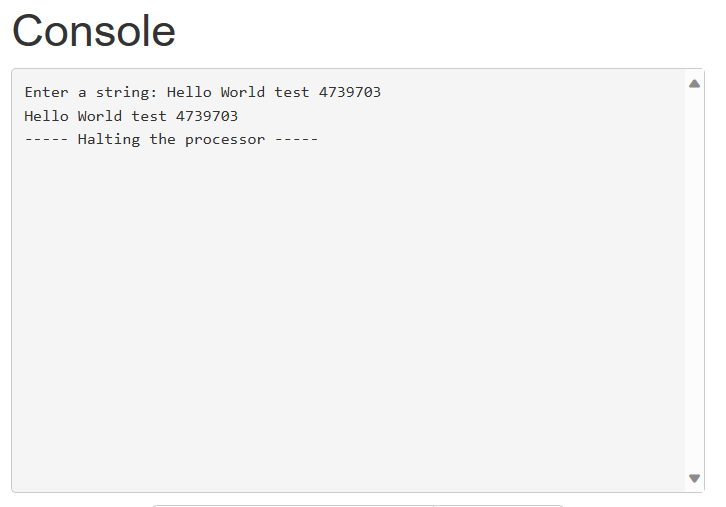 Console
Enter a string: Hello World test 4739703
Hello World test 4739703
----- Halting the processor -----